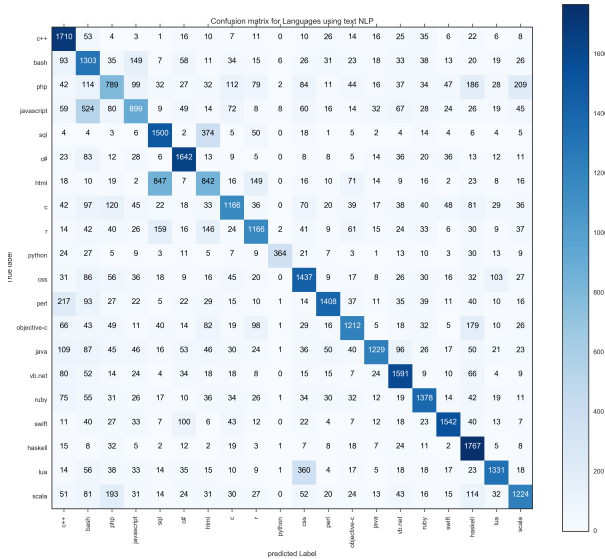 Confusion matrix for Languages using text NLP
c++ 1710 53 4 3 1 16 10 7 11 0 10 26 14 16 25 35 6 22 6 8
bash 93 1303 35 149 7 58 11 34 15 6 26 31 23 18 33 38 13 20 19 26
php 42 114 789 99 32 27 32 112 79 2 84 11 44 16 37 34 47 186 28 209
javascript 59 524 80 899 9 49 14 72 8 8 60 16 14 32 67 28 24 26 19 45
sql 4 4 3 6 1500 2 374 5 50 0 18 1 5 2 14 4 4 6 4 5
c# 23 83 12 28 6 1642 13 9 5 0 8 8 5 14 36 20 36 13 12 11
html 18 10 19 2 847 7 842 16 149 0 16 10 71 14 9 16 2 23 8 16
c 42 97 120 45 22 18 33 1166 36 0 70 20 39 17 38 40 48 81 29 36
r 14 42 40 26 159 16 146 24 1166 2 41 9 61 15 24 33 6 30 9 37
python 24 27 5 9 3 11 5 7 9 364 21 7 3 1 13 10 3 30 13 9
css 31 86 56 36 18 9 16 45 20 0 1437 9 17 8 26 30 16 32 103 27
perl 217 93 27 22 5 22 29 15 10 1 14 1408 37 11 35 39 11 40 10 16
objective-c 66 43 49 11 40 14 82 19 98 1 29 16 1212 5 18 32 5 179 10 26
java 109 87 45 46 16 53 46 30 24 1 36 50 40 1229 96 26 17 50 21 23
vb.net 80 52 14 24 4 34 18 18 8 0 15 15 7 24 1591 9 10 66 4 9
ruby 75 55 31 26 17 10 36 34 26 1 34 30 32 12 19 1378 14 42 19 11
swift 11 40 27 33 7 100 6 43 12 0 22 4 7 12 18 23 1542 40 13 7
haskell 15 8 32 5 2 12 2 19 3 1 7 8 18 7 24 11 2 1767 5 8
lua 14 56 38 33 14 35 15 10 9 1 360 4 17 5 18 18 17 23 1331 18
scala 51 81 193 31 14 24 31 30 27 0 52 20 24 13 43 16 15 114 32 1224
c++ bash php javascript sql c# html c r python css perl objective-c java vb.net ruby swift haskell lua scala
predicted Label
1600
1400
1200
1000
800
600
400
200
0